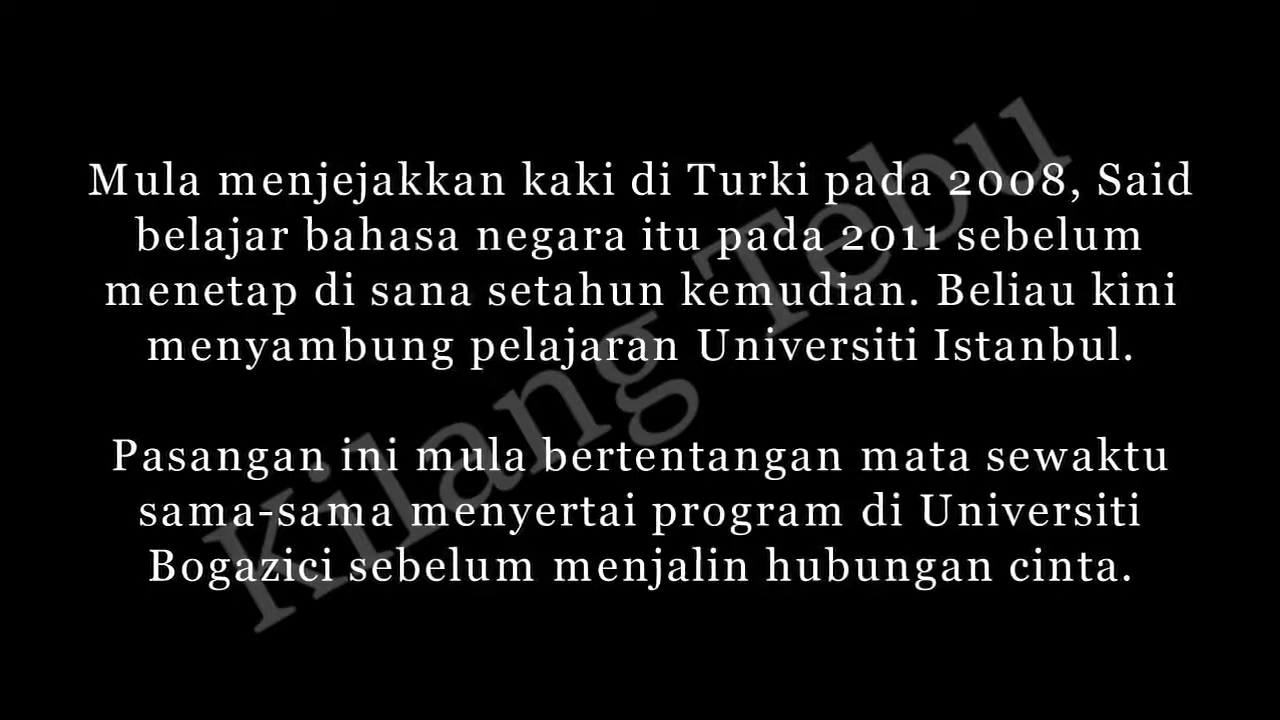 Mula menjejakkan kaki di Turki pada 2008, Said
belajar bahasa negara itu pada 2011 sebelum
menetap di sana setahun kemudian. Beliau kini
menyambung pelajaran Universiti Istanbul.
Pasangan ini mula bertentangan mata sewaktu
sama-sama menyertai program di Universiti
Bogazici sebelum menjalin hubungan cinta.
Kilang Tebu